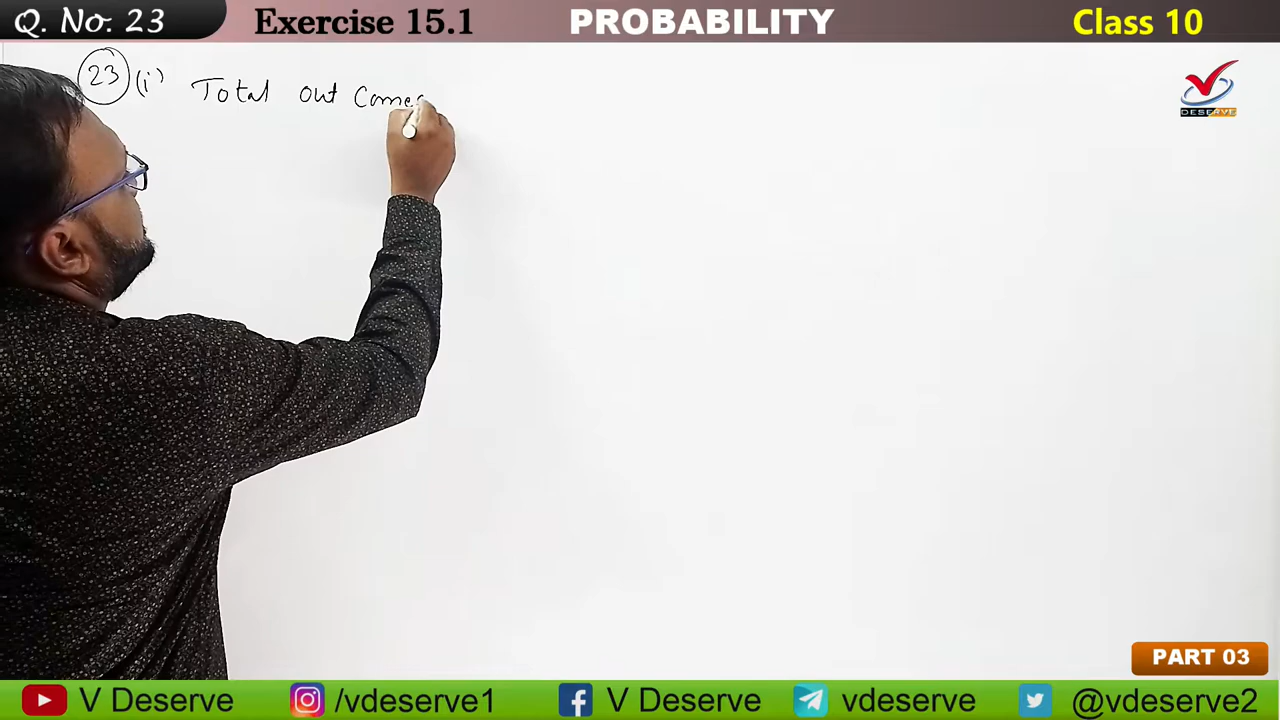 Q. No. 23
Exercise 15.1
PROBABILITY
Class 10
23 (i) Total out comes
DESERVE
PART 03
V Deserve
/vdeserve1
V Deserve
vdeserve
@vdeserve2